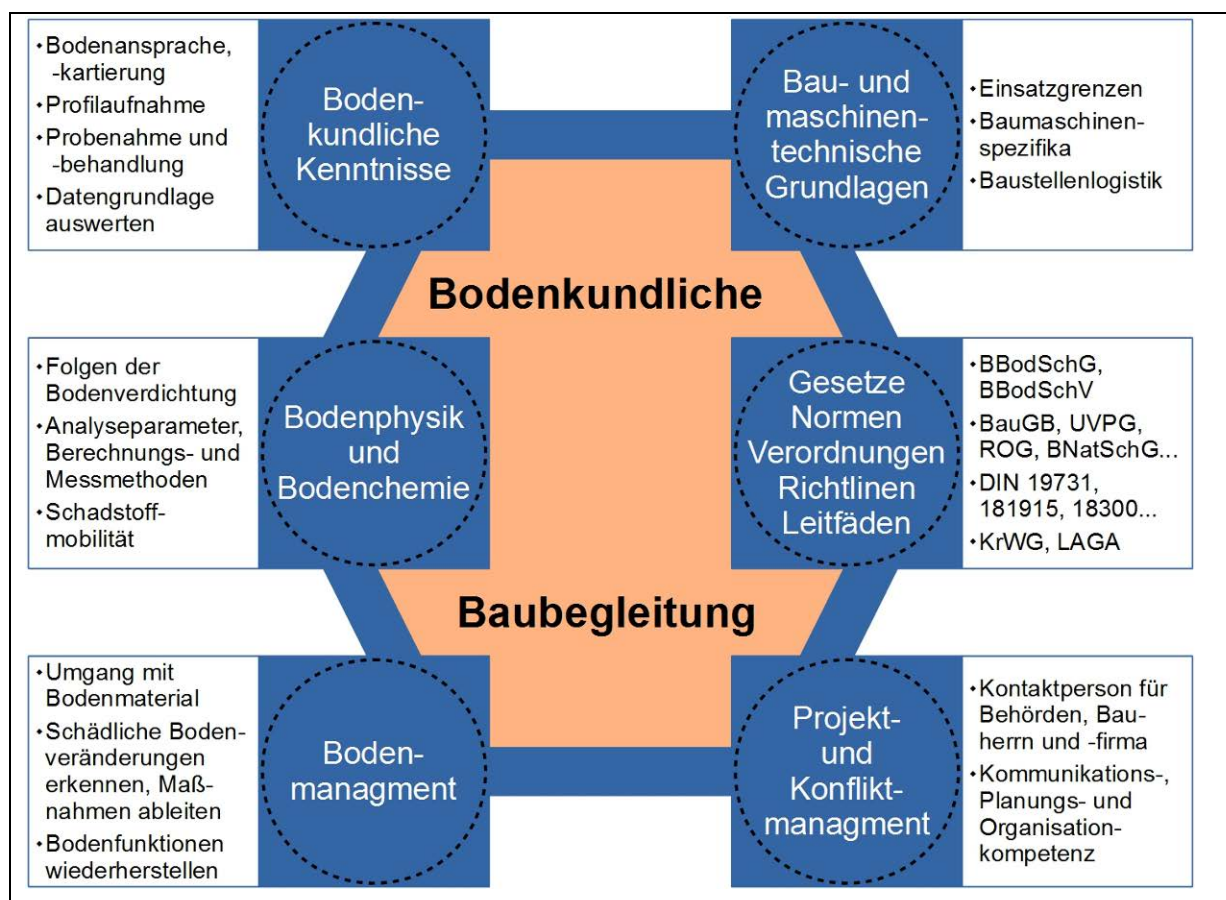 •Bodenansprache,
-kartierung
•Profilaufnahme
•Probenahme und
-behandlung
•Datengrundlage
auswerten
Boden-
kundliche
Kenntnisse
Bau- und
maschinen-
technische
Grundlagen
•Einsatzgrenzen
•Baumaschinen-
spezifika
•Baustellenlogistik
Bodenkundliche
•Folgen der
Bodenverdichtung
•Analyseparameter,
Berechnungs- und
Messmethoden
•Schadstoff-
mobilität
Bodenphysik
und
Bodenchemie
Gesetze
Normen
Verordnungen
Richtlinen
Leitfäden
•BBodSchG,
BBodSchV
•BauGB, UVPG,
ROG, BNatSchG...
•DIN 19731,
181915, 18300...
•KrWG, LAGA
Baubegleitung
•Umgang mit
Bodenmaterial
•Schädliche Boden-
veränderungen
erkennen, Maß-
nahmen ableiten
•Bodenfunktionen
wiederherstellen
Boden-
managment
Projekt-
und
Konflikt-
managment
•Kontaktperson für
Behörden, Bau-
herrn und -firma
•Kommunikations-,
Planungs- und
Organisation-
kompetenz